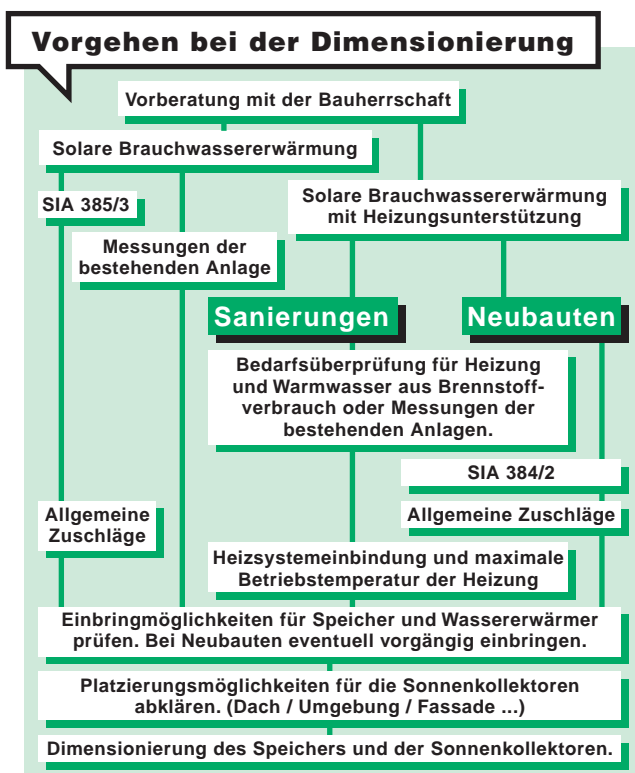 Vorgehen bei der Dimensionierung
Vorberatung mit der Bauherrschaft
Solare Brauchwassererwärmung
SIA 385/3
Solare Brauchwassererwärmung
mit Heizungsunterstützung
Messungen der
bestehenden Anlage
Sanierungen
Neubauten
Bedarfsüberprüfung für Heizung
und Warmwasser aus Brennstoff-
verbrauch oder Messungen der
bestehenden Anlagen.
SIA 384/2
Allgemeine
Zuschläge
Allgemeine Zuschläge
Heizsystemeinbindung und maximale
Betriebstemperatur der Heizung
Einbringmöglichkeiten für Speicher und Wassererwärmer
prüfen. Bei Neubauten eventuell vorgängig einbringen.
Platzierungsmöglichkeiten für die Sonnenkollektoren
abklären. (Dach / Umgebung / Fassade ...)
Dimensionierung des Speichers und der Sonnenkollektoren.